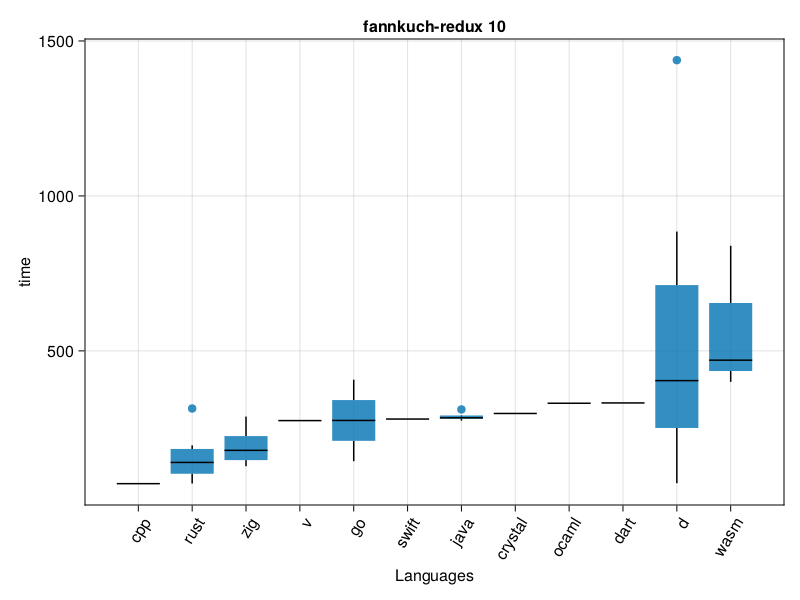 fannkuch-redux 10
1500
1000
500
time
cpp
rust
zig
v
go
swift
java
crystal
ocaml
dart
d
wasm
Languages